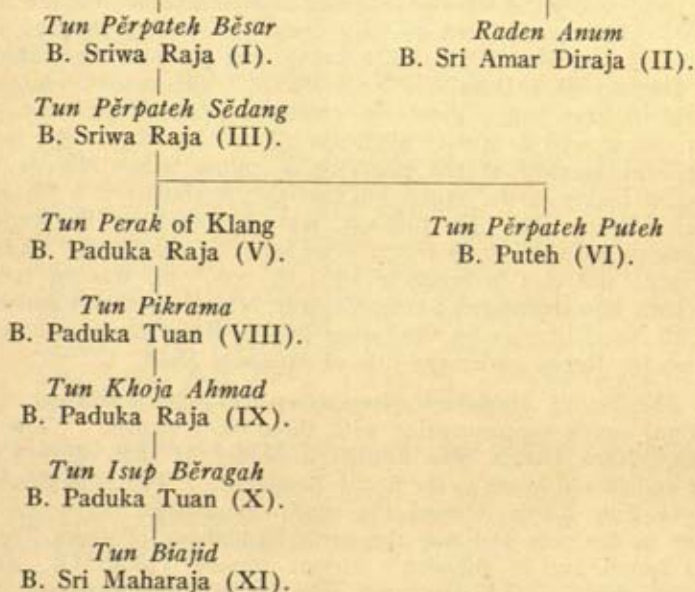 Tun Pĕrpateh Bĕsar
B. Sriwa Raja (I).
Raden Anum
B. Sri Amar Diraja (II).
Tun Pĕrpateh Sĕdang
B. Sriwa Raja (III).
Tun Perak of Klang
B. Paduka Raja (V).
Tun Pĕrpateh Puteh
B. Puteh (VI).
Tun Pikrama
B. Paduka Tuan (VIII).
Tun Khoja Ahmad
B. Paduka Raja (IX).
Tun Isup Bĕragah
B. Paduka Tuan (X).
Tun Biajid
B. Sri Maharaja (XI).